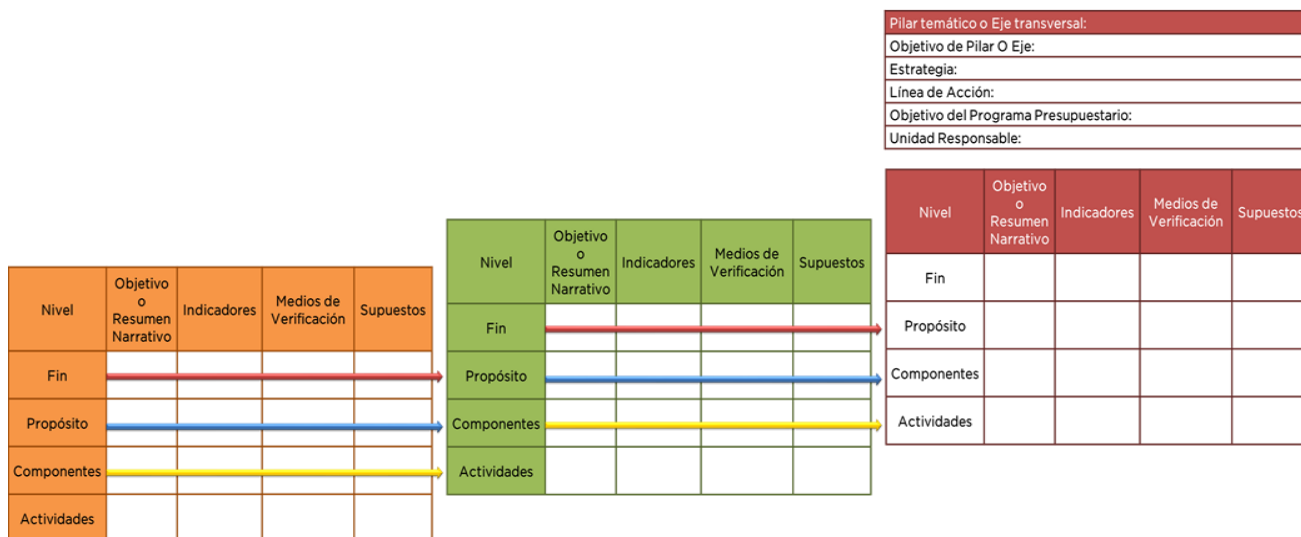 Pilar temático o Eje transversal:
Objetivo de Pilar O Eje:
Estrategia:
Línea de Acción:
Objetivo del Programa Presupuestario:
Unidad Responsable:
Nivel
Objetivo
o
Resumen
Narrativo
Indicadores
Medios de
Verificación
Supuestos
Fin
Propósito
Componentes
Actividades
Nivel
Objetivo
o
Resumen
Narrativo
Indicadores
Medios de
Verificación
Supuestos
Fin
Propósito
Componentes
Actividades
Nivel
Objetivo
o
Resumen
Narrativo
Indicadores
Medios de
Verificación
Supuestos
Fin
Propósito
Componentes
Actividades